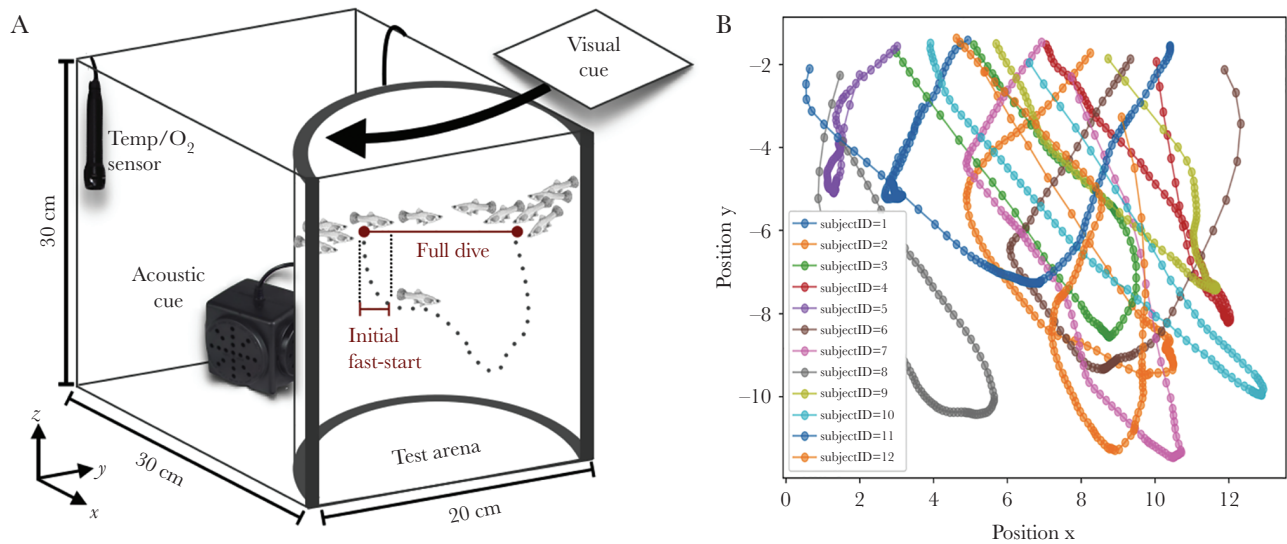 A
Visual
cue
Temp/O₂
sensor
30 cm
Full dive
Acoustic
cue
Initial
fast-start
z
y
x
Test arena
30 cm
20 cm
B
−2
−4
−6
−8
−10
Position y
subjectID=1
subjectID=2
subjectID=3
subjectID=4
subjectID=5
subjectID=6
subjectID=7
subjectID=8
subjectID=9
subjectID=10
subjectID=11
subjectID=12
0 2 4 6 8 10 12
Position x